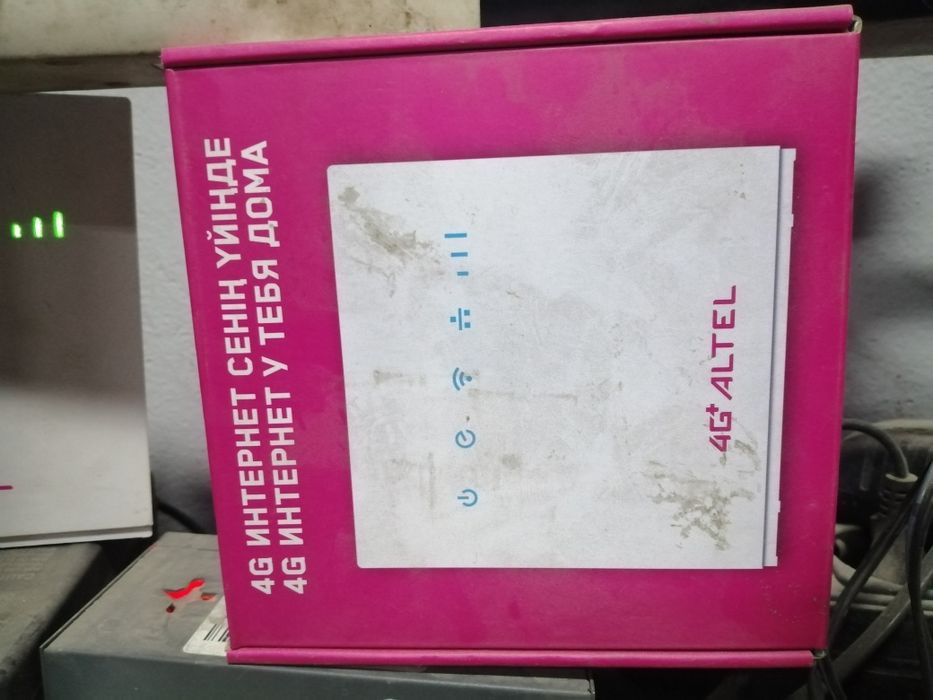 4G ИНТЕРНЕТ СЕНІҢ ҮЙІҢДЕ
4G ИНТЕРНЕТ У ТЕБЯ ДОМА
4G+ ALTEL